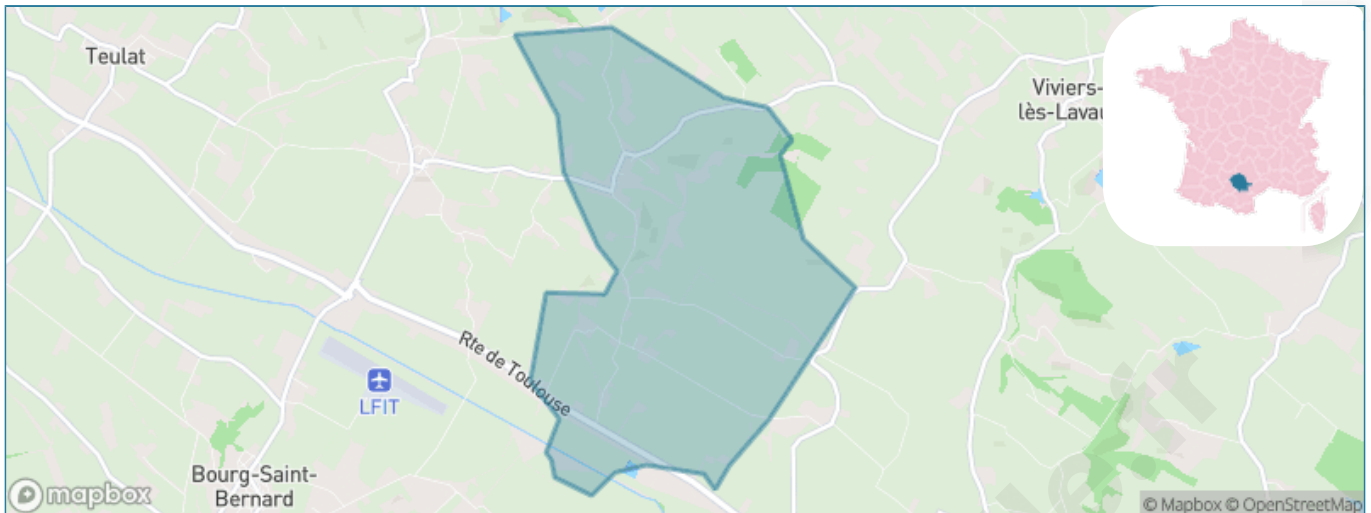 Teulat
Viviers-
lès-Lavau
Rte de Toulouse
LFIT
Bourg-Saint-
Bernard
mapbox
© Mapbox © OpenStreetMap